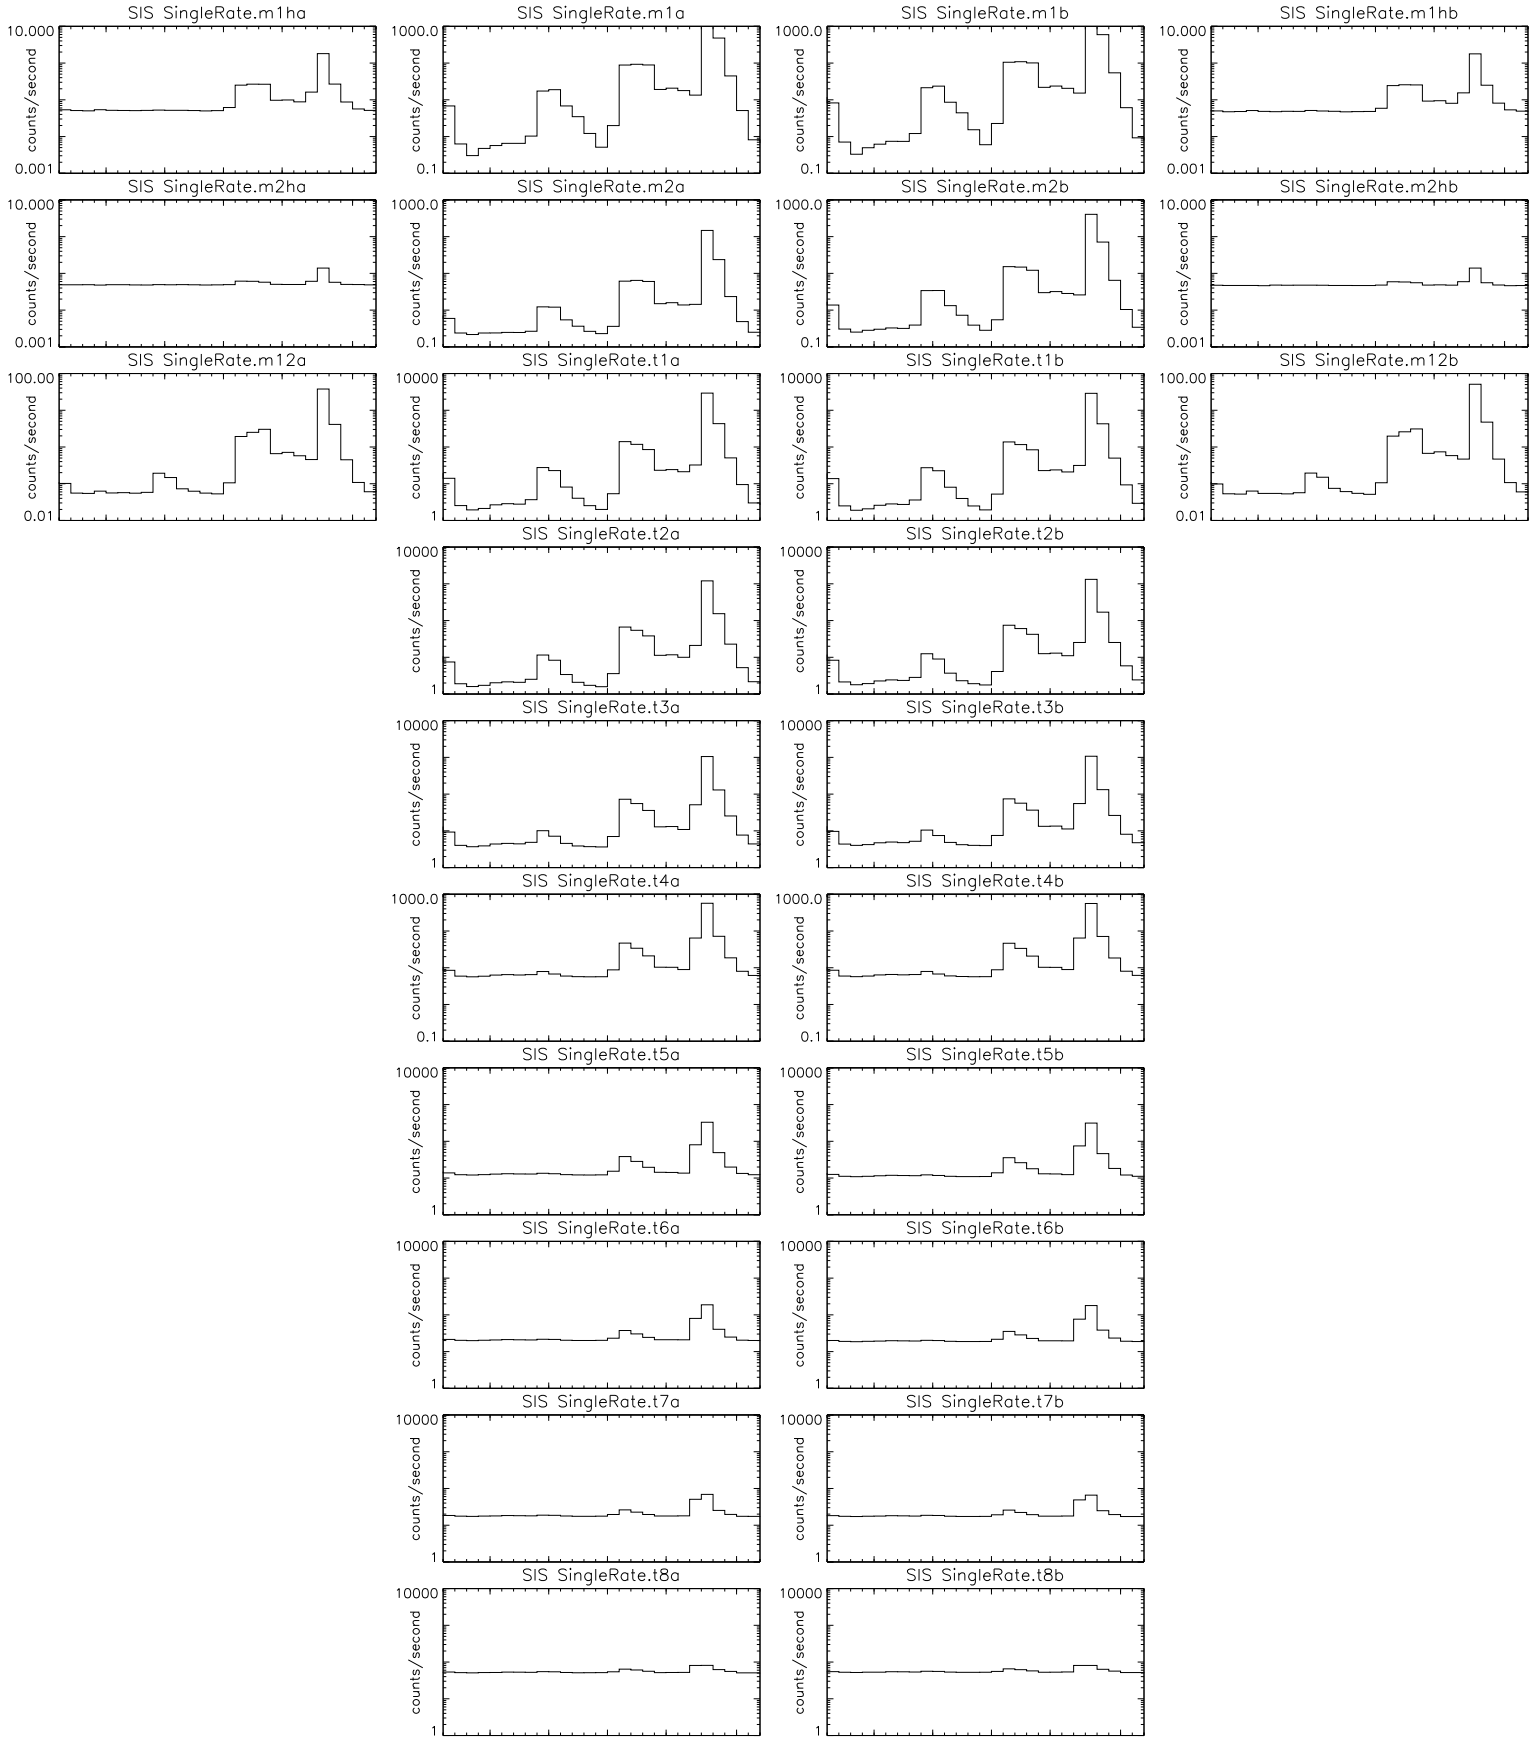 SIS SingleRate.m1ha SIS SingleRate.m1a SIS SingleRate.m1b SIS SingleRate.m1hb
10.000 1000.0 1000.0 10.000
counts/second counts/second counts/second counts/second
0.001 0.1 0.1 0.001
SIS SingleRate.m2ha SIS SingleRate.m2a SIS SingleRate.m2b SIS SingleRate.m2hb
10.000 1000.0 1000.0 10.000
counts/second counts/second counts/second counts/second
0.001 0.1 0.1 0.001
SIS SingleRate.m12a SIS SingleRate.t1a SIS SingleRate.t1b SIS SingleRate.m12b
100.00 10000 10000 100.00
counts/second counts/second counts/second counts/second
0.01 1 1 0.01
SIS SingleRate.t2a SIS SingleRate.t2b
10000 10000
counts/second counts/second
1 1
SIS SingleRate.t3a SIS SingleRate.t3b
10000 10000
counts/second counts/second
1 1
SIS SingleRate.t4a SIS SingleRate.t4b
1000.0 1000.0
counts/second counts/second
0.1 0.1
SIS SingleRate.t5a SIS SingleRate.t5b
10000 10000
counts/second counts/second
1 1
SIS SingleRate.t6a SIS SingleRate.t6b
10000 10000
counts/second counts/second
1 1
SIS SingleRate.t7a SIS SingleRate.t7b
10000 10000
counts/second counts/second
1 1
SIS SingleRate.t8a SIS SingleRate.t8b
10000 10000
counts/second counts/second
1 1